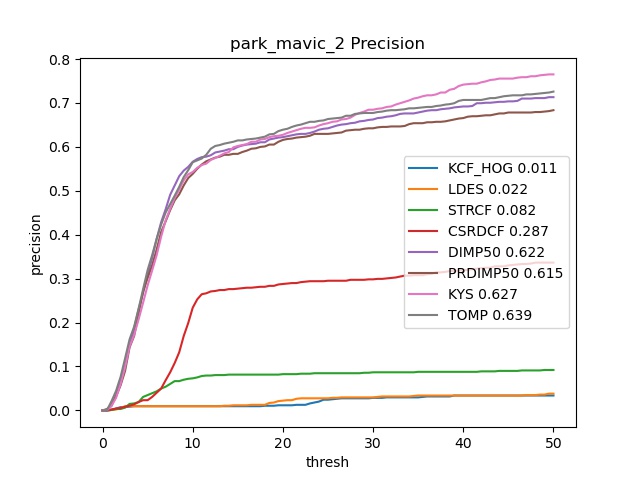 park_mavic_2 Precision
precision
0.8
0.7
0.6
0.5
0.4
0.3
0.2
0.1
0.0
KCF_HOG 0.011
LDES 0.022
STRCF 0.082
CSRDCF 0.287
DIMP50 0.622
PRDIMP50 0.615
KYS 0.627
TOMP 0.639
0 10 20 30 40 50
thresh